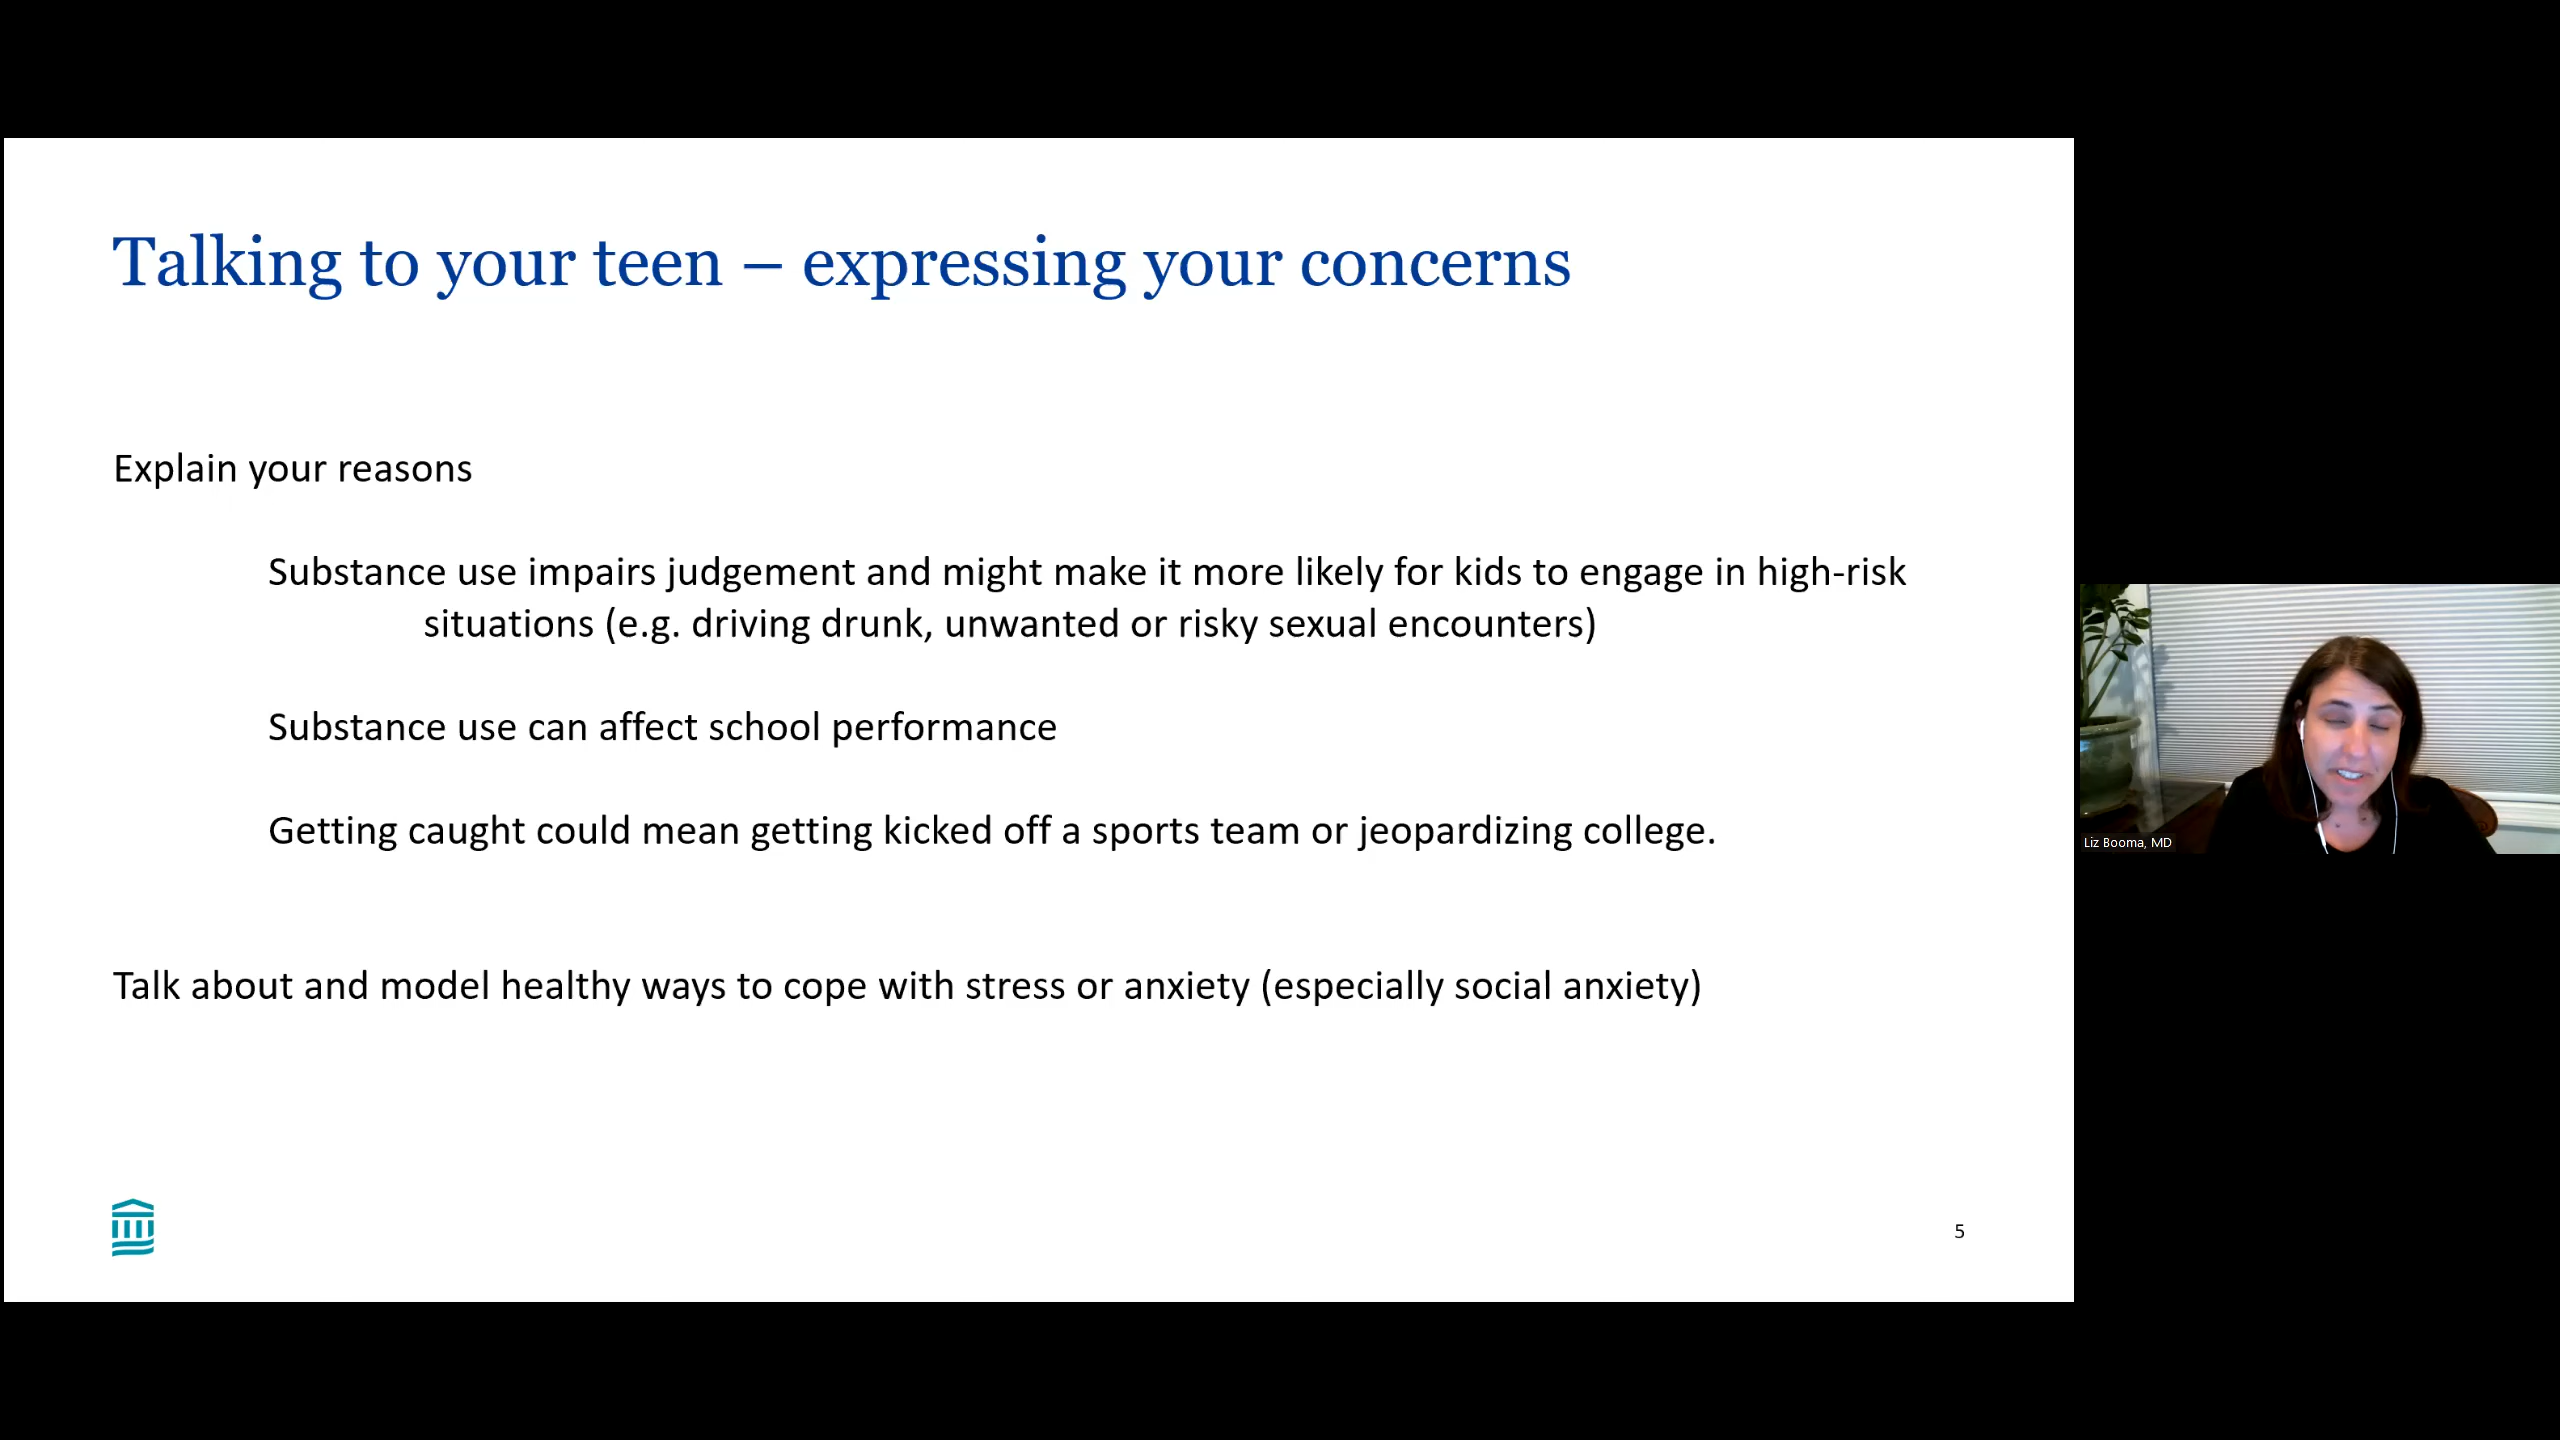 Talking to your teen – expressing your concerns
Explain your reasons
Substance use impairs judgement and might make it more likely for kids to engage in high-risk
situations (e.g. driving drunk, unwanted or risky sexual encounters)
Substance use can affect school performance
Getting caught could mean getting kicked off a sports team or jeopardizing college.
Talk about and model healthy ways to cope with stress or anxiety (especially social anxiety)
5
Liz Booma, MD